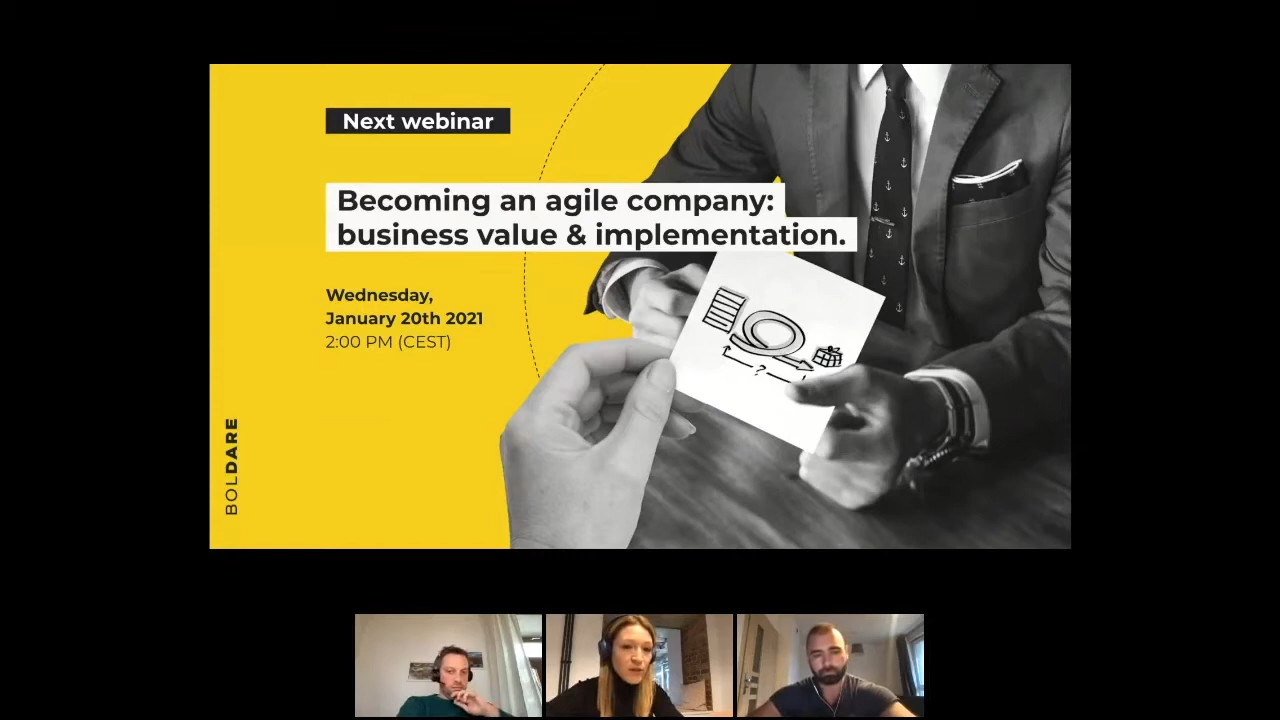 Next webinar
Becoming an agile company:
business value & implementation.
Wednesday,
January 20th 2021
2:00 PM (CEST)
BOLDARE
?